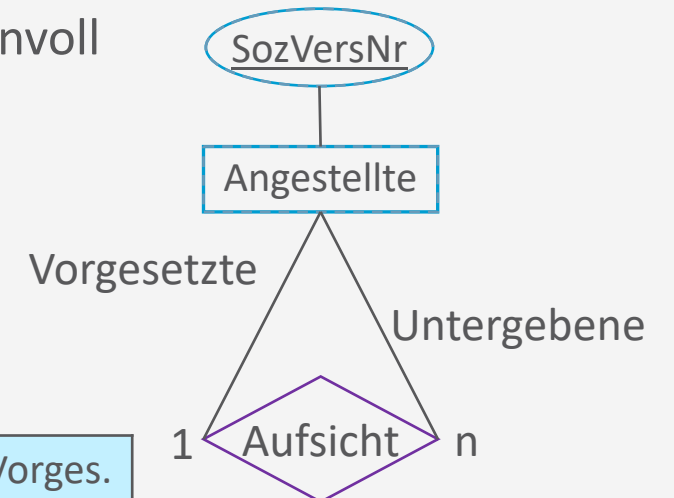 nvoll
SozVersNr
Angestellte
Vorgesetzte
Untergebene
1
Aufsicht
n
Vorges.